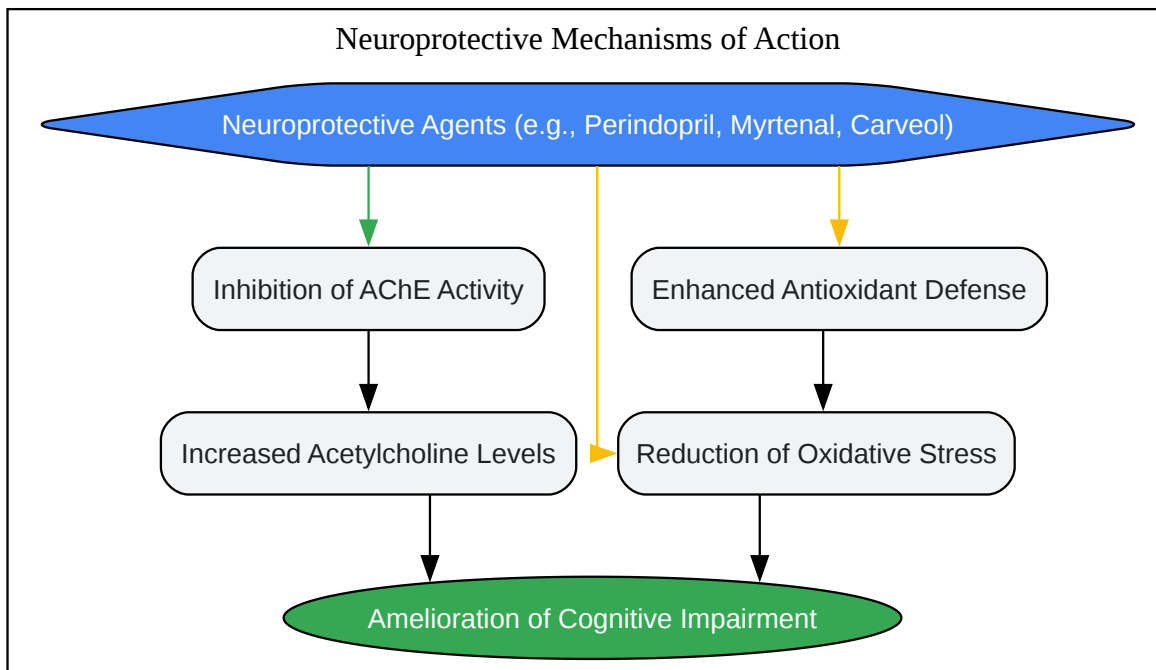 Neuroprotective Mechanisms of Action
Neuroprotective Agents (e.g., Perindopril, Myrtenal, Carveol)
Inhibition of AChE Activity
Enhanced Antioxidant Defense
Increased Acetylcholine Levels
Reduction of Oxidative Stress
Amelioration of Cognitive Impairment